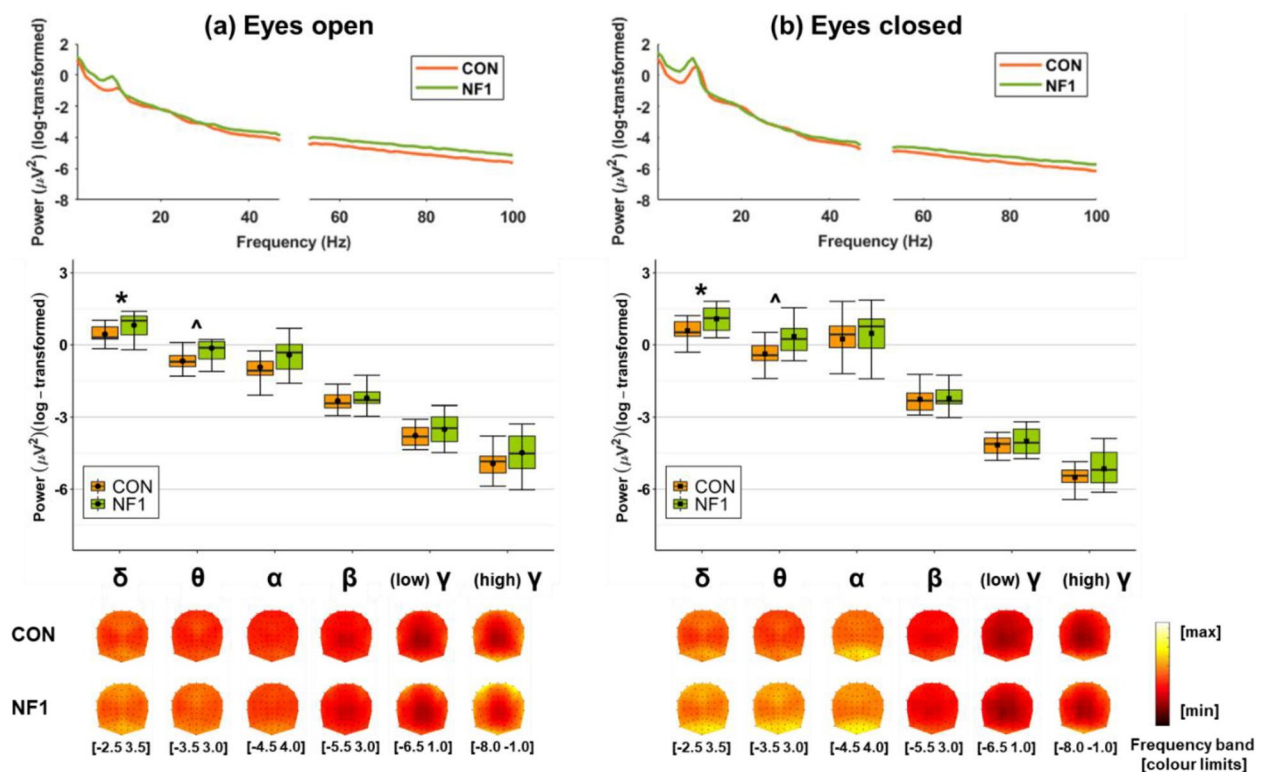 (a) Eyes open
2
0
-2
-4
-6
-8
Power (μV²) (log-transformed)
CON
NF1
20
40
60
80
100
Frequency (Hz)
3
0
-3
-6
Power (μV²)(log − transformed)
*
^
CON
NF1
δ θ α β (low) γ (high) γ
(b) Eyes closed
2
0
-2
-4
-6
-8
Power (μV²) (log-transformed)
CON
NF1
20
40
60
80
100
Frequency (Hz)
3
0
-3
-6
Power (μV²)(log − transformed)
*
^
CON
NF1
δ θ α β (low) γ (high) γ
CON
NF1
[-2.5 3.5] [-3.5 3.0] [-4.5 4.0] [-5.5 3.0] [-6.5 1.0] [-8.0 -1.0]
[-2.5 3.5] [-3.5 3.0] [-4.5 4.0] [-5.5 3.0] [-6.5 1.0] [-8.0 -1.0]
[max]
[min]
Frequency band
[colour limits]